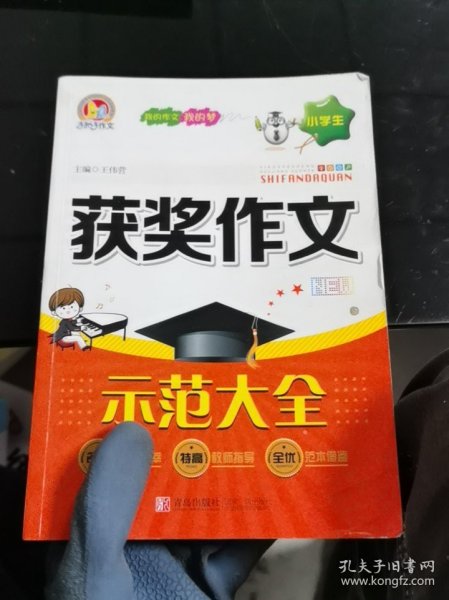 我的作文 我的梦
小学生
主编◇王伟营
SHIFANDAQUAN
获奖作文
NEW
示范大全
特高 教师指导
全优 范本借鉴
青岛出版社
孔夫子旧书网
www.kongfz.com